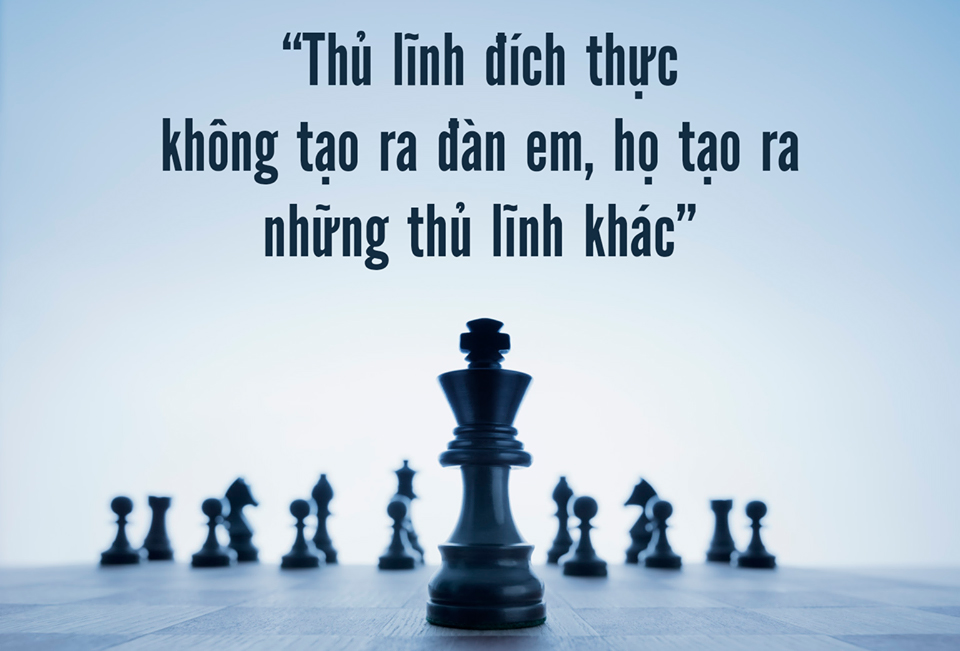 “Thủ lĩnh đích thực
không tạo ra đàn em, họ tạo ra
những thủ lĩnh khác”